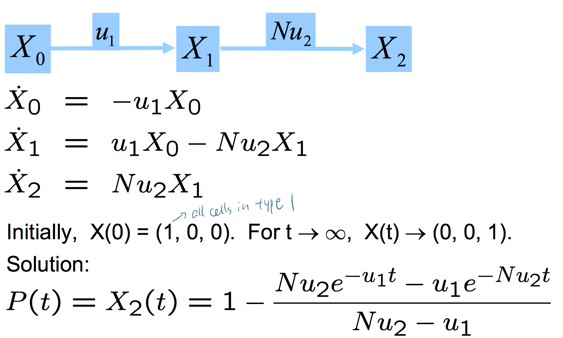 X₀ u₁ X₁ Nu₂ X₂
Ẋ₀ = -u₁X₀
Ẋ₁ = u₁X₀ - Nu₂X₁
Ẋ₂ = Nu₂X₁
all cells in type 1
Initially, X(0) = (1, 0, 0). For t → ∞, X(t) → (0, 0, 1).
Solution:
P(t) = X₂(t) = 1 - (Nu₂e^{-u₁t} - u₁e^{-Nu₂t}) / (Nu₂ - u₁)